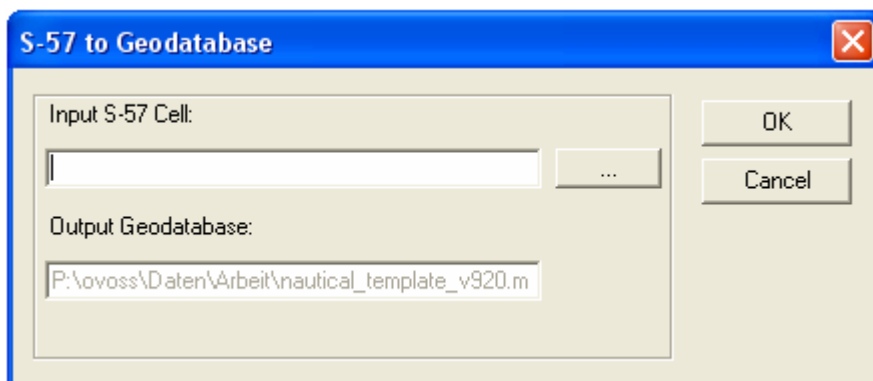 S-57 to Geodatabase
Input S-57 Cell:
OK
...
Cancel
Output Geodatabase:
P:\ovoss\Daten\Arbeit\nautical_template_v920.m